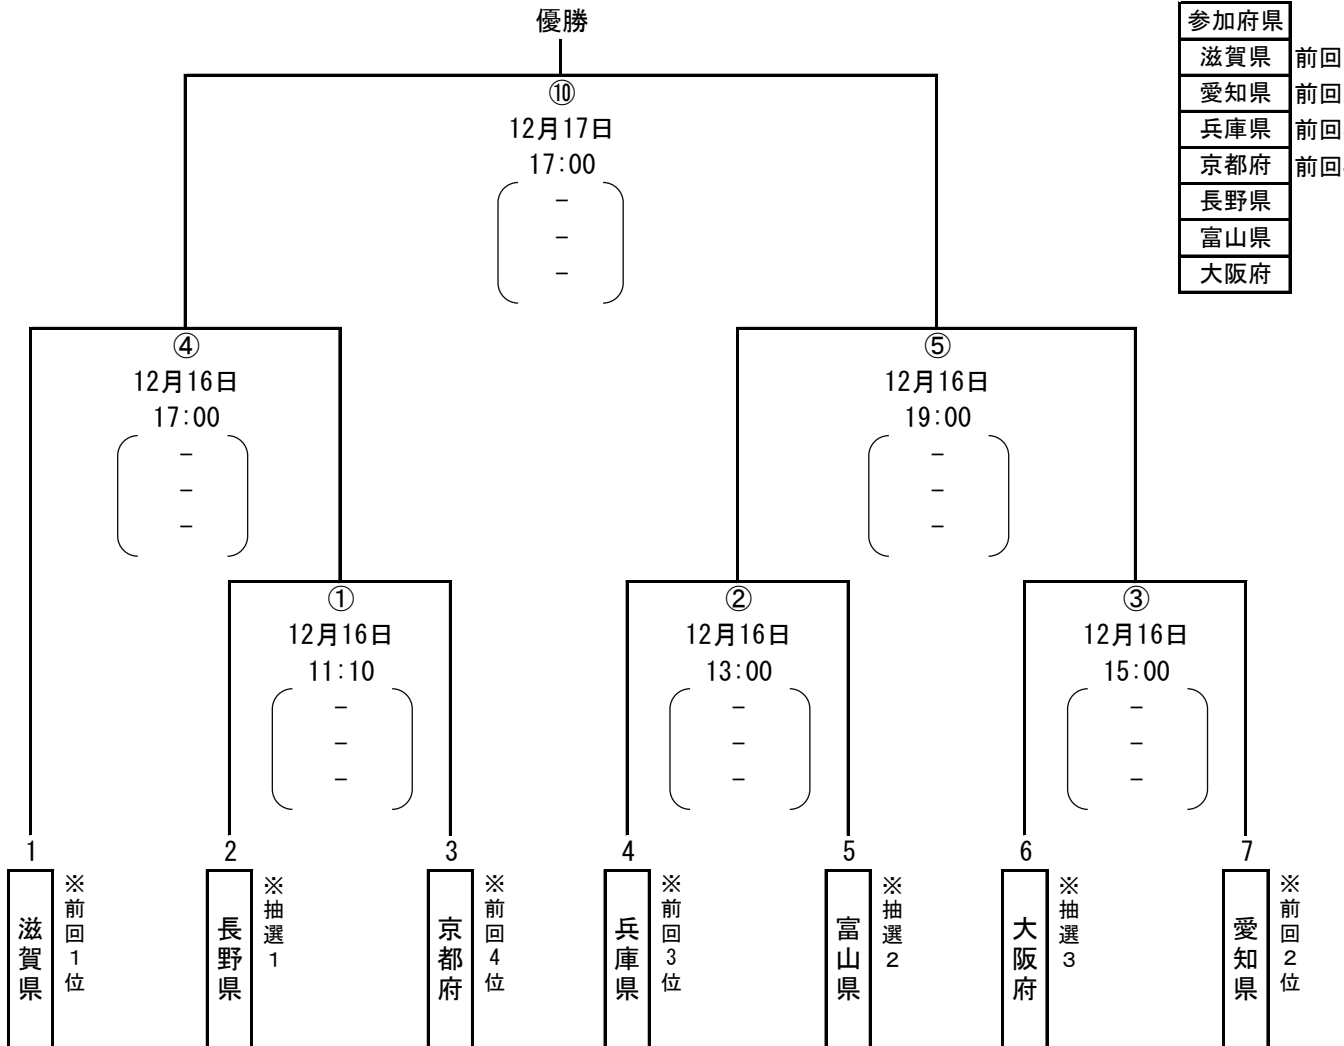 優勝
⑩
12月17日
17:00
-
-
-
参加府県
滋賀県 前回
愛知県 前回
兵庫県 前回
京都府 前回
長野県
富山県
大阪府
④
12月16日
17:00
-
-
-
⑤
12月16日
19:00
-
-
-
①
12月16日
11:10
-
-
-
②
12月16日
13:00
-
-
-
③
12月16日
15:00
-
-
-
1
滋賀県
※前回1位
2
長野県
※抽選1
3
京都府
※前回4位
4
兵庫県
※前回3位
5
富山県
※抽選2
6
大阪府
※抽選3
7
愛知県
※前回2位